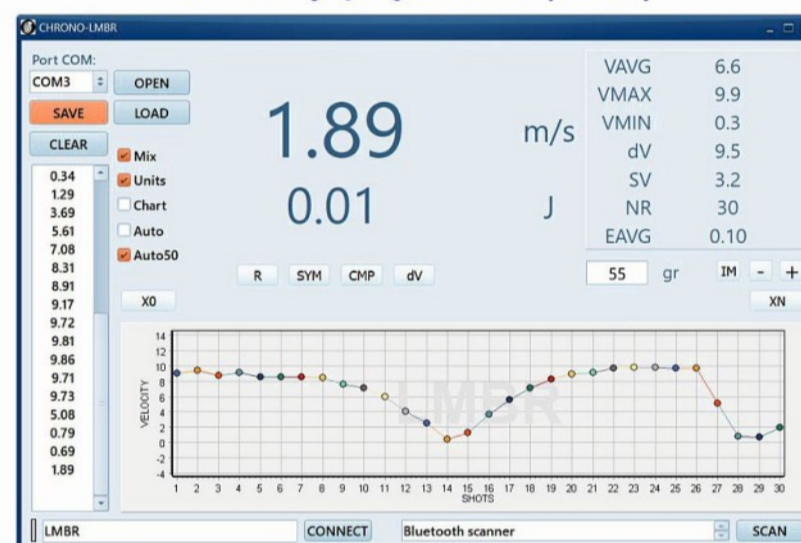 CHRONO-LMBR
Port COM:
COM3
OPEN
SAVE
LOAD
CLEAR
Mix
Units
Chart
Auto
Auto50
0.34
1.29
3.69
5.61
7.08
8.31
8.91
9.17
9.72
9.81
9.86
9.71
9.73
5.08
0.79
0.69
1.89
1.89 m/s
0.01 J
VAVG 6.6
VMAX 9.9
VMIN 0.3
dV 9.5
SV 3.2
NR 30
EAVG 0.10
R SYM CMP dV
55 gr IM - +
X0 XN
LMBR
VELOCITY
14
12
10
8
6
4
2
0
-2
-4
1 2 3 4 5 6 7 8 9 10 11 12 13 14 15 16 17 18 19 20 21 22 23 24 25 26 27 28 29 30
SHOTS
LMBR CONNECT Bluetooth scanner SCAN